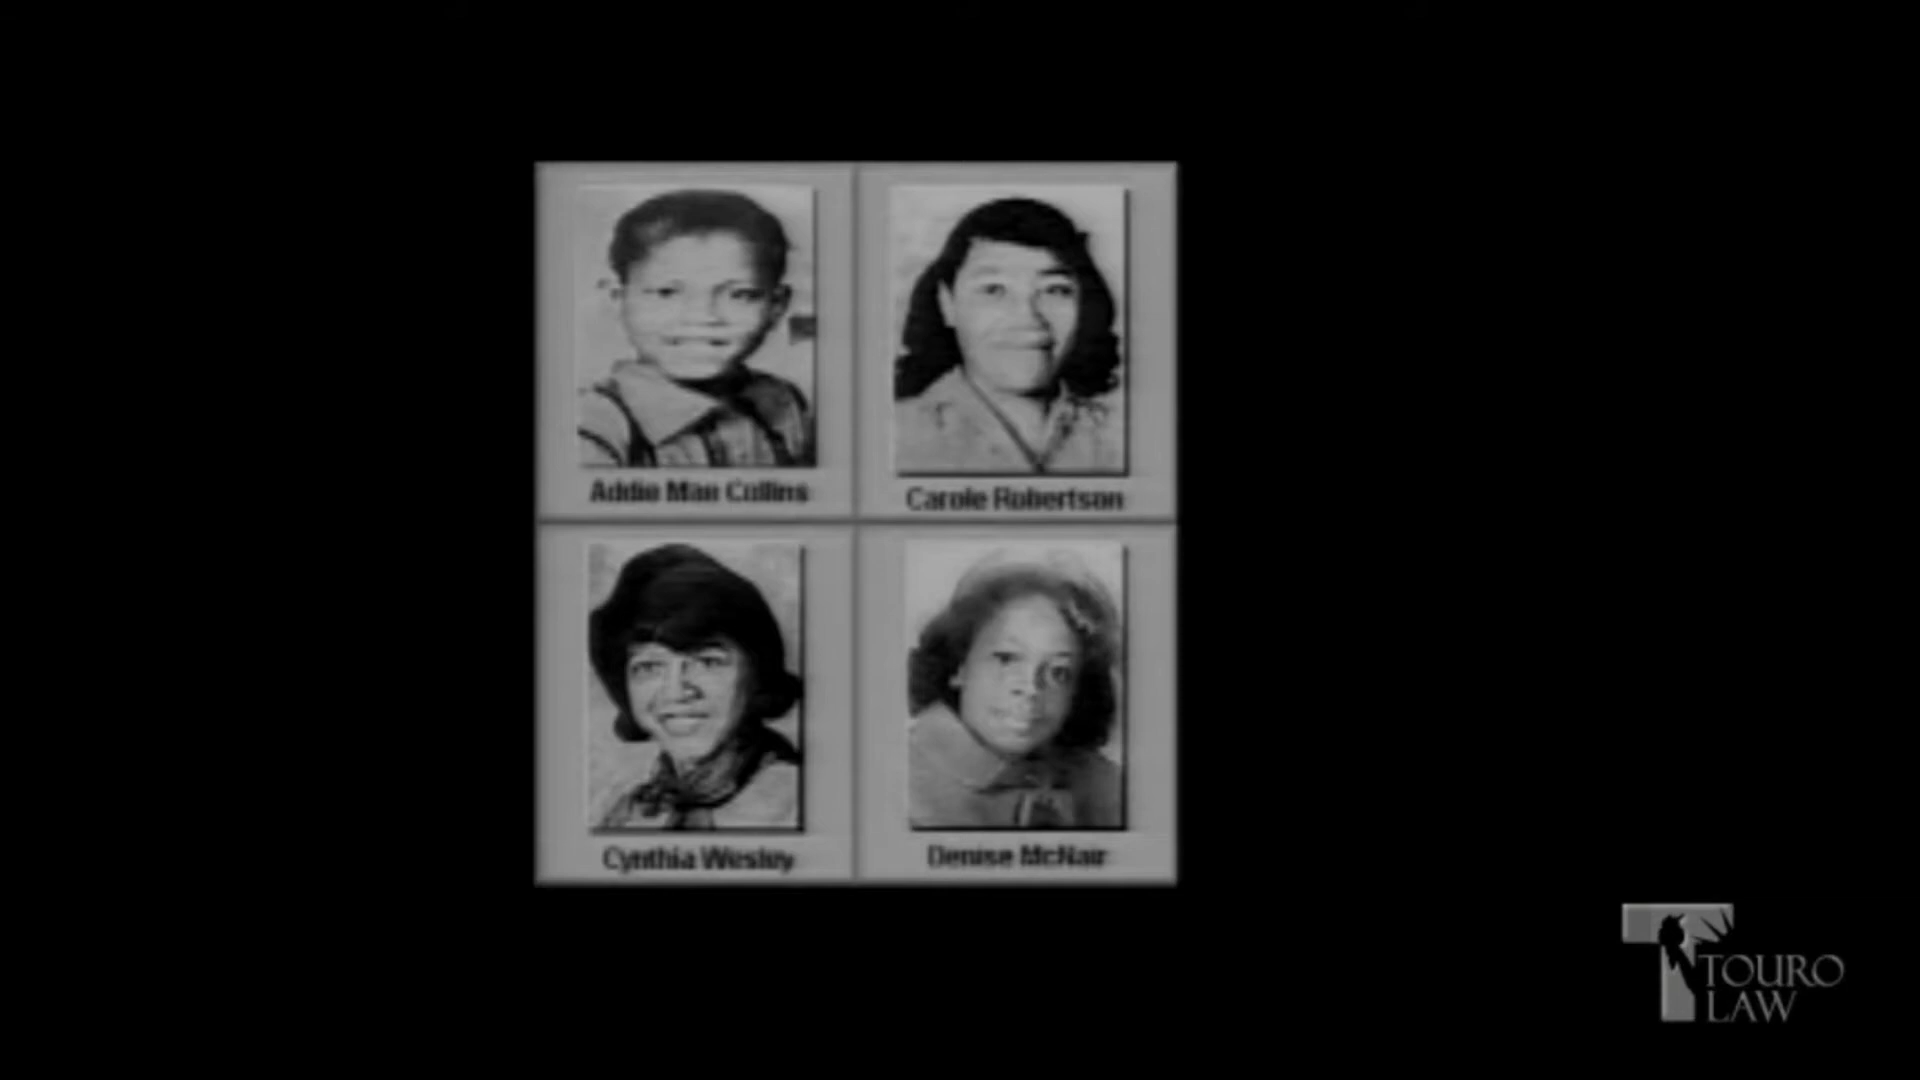 Addie Mae Collins
Carole Robertson
Cynthia Wesley
Denise McNair
TOURO
LAW